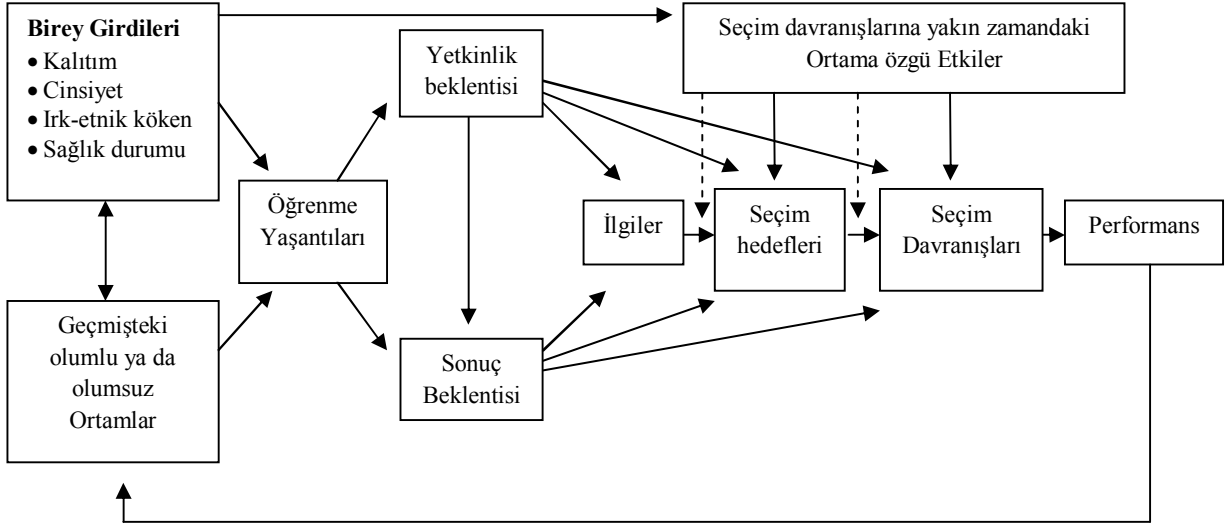 Birey Girdileri
• Kalıtım
• Cinsiyet
• Irk-etnik köken
• Sağlık durumu
Seçim davranışlarına yakın zamandaki
Ortama özgü Etkiler
Yetkinlik
beklentisi
Öğrenme
Yaşantıları
İlgiler
Seçim
hedefleri
Seçim
Davranışları
Performans
Geçmişteki
olumlu ya da
olumsuz
Ortamlar
Sonuç
Beklentisi